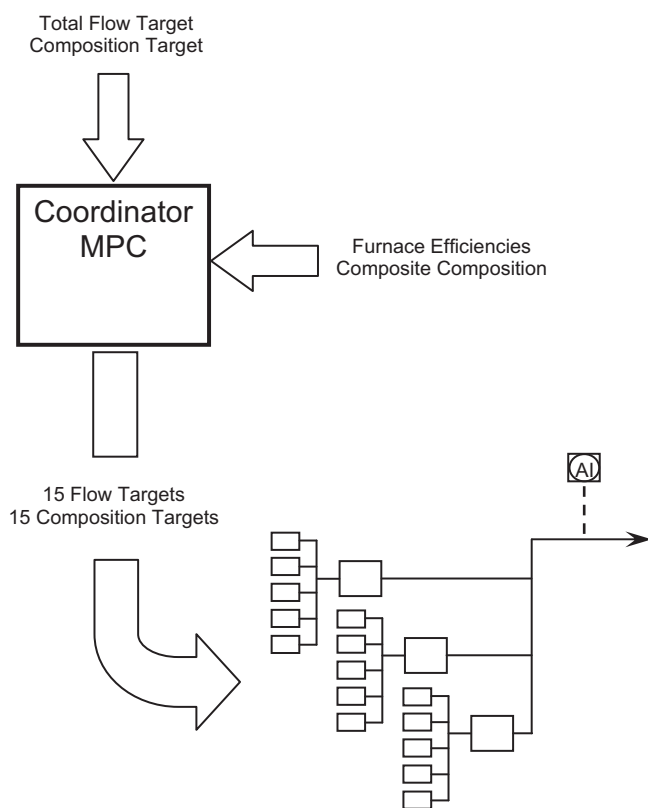 Total Flow Target
Composition Target
Coordinator
MPC
Furnace Efficiencies
Composite Composition
15 Flow Targets
15 Composition Targets
AI